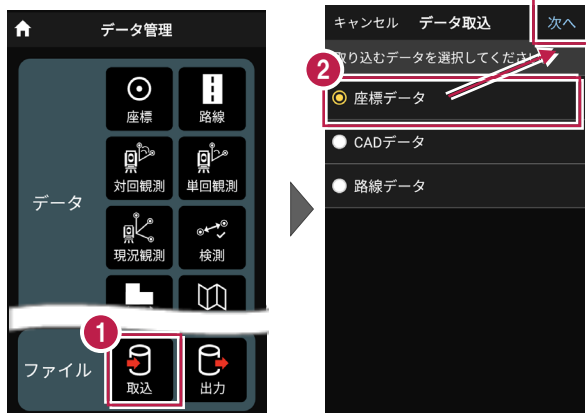 データ管理
座標
路線
対回観測
単回観測
データ
現況観測
検測
1
ファイル
取込
出力
キャンセル データ取込 次へ
取り込むデータを選択してください
2
座標データ
CADデータ
路線データ